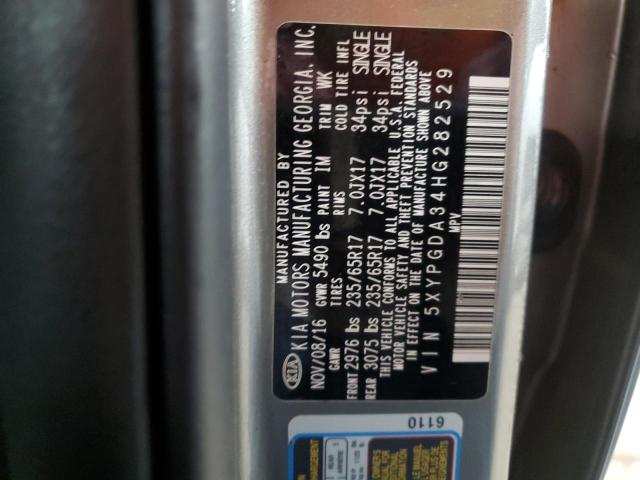 MANUFACTURED BY
KIA KIA MOTORS MANUFACTURING GEORGIA, INC.
NOV/08/16 GVWR 5490 lbs PAINT IM TRIM WK
GAWR TIRES RIMS COLD TIRE INFL
FRONT 2976 lbs 235/65R17 7.0JX17 34psi SINGLE
REAR 3075 lbs 235/65R17 7.0JX17 34psi SINGLE
THIS VEHICLE CONFORMS TO ALL APPLICABLE U.S.A. FEDERAL
MOTOR VEHICLE SAFETY AND THEFT PREVENTION STANDARDS
IN EFFECT ON THE DATE OF MANUFACTURE SHOWN ABOVE
VIN 5XYPGDA34HG282529
MPV
6110